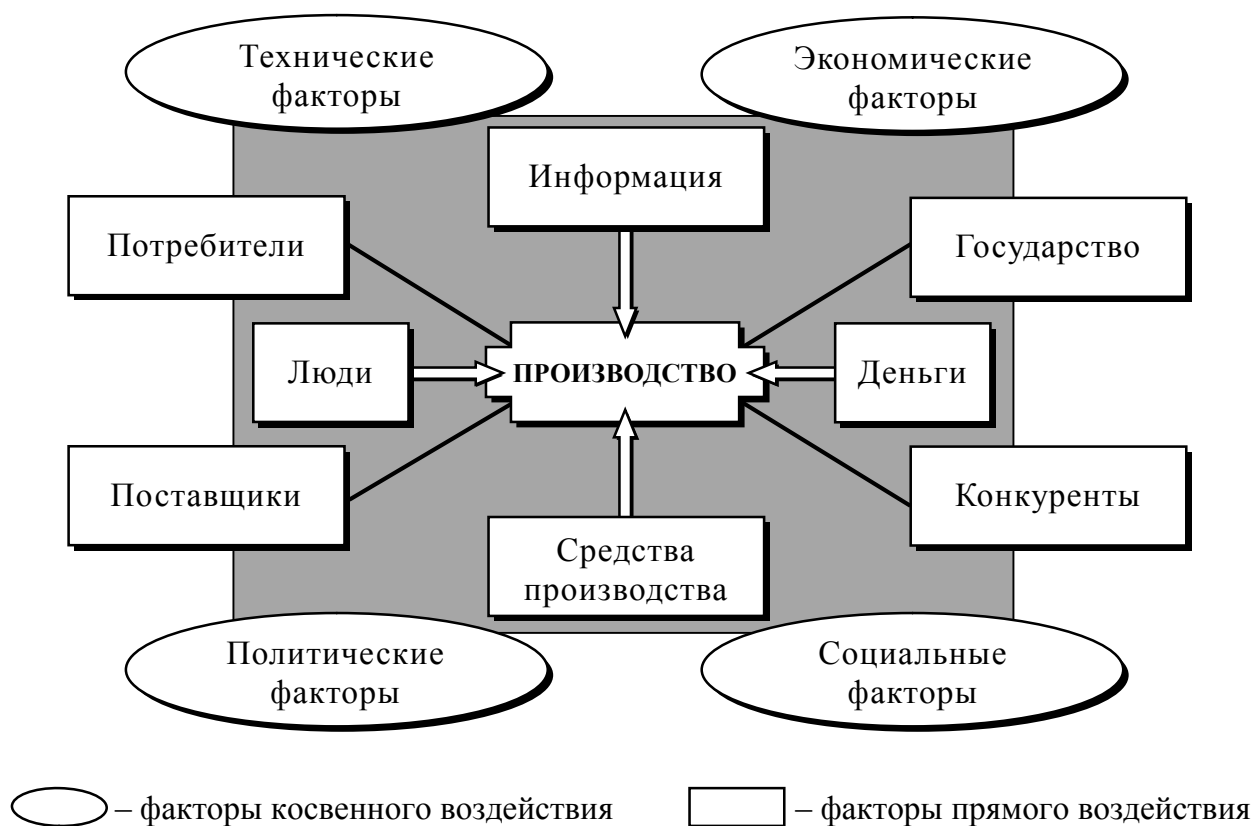 Технические
факторы
Экономические
факторы
Информация
Потребители
Государство
Люди
ПРОИЗВОДСТВО
Деньги
Поставщики
Конкуренты
Средства
производства
Политические
факторы
Социальные
факторы
– факторы косвенного воздействия
– факторы прямого воздействия